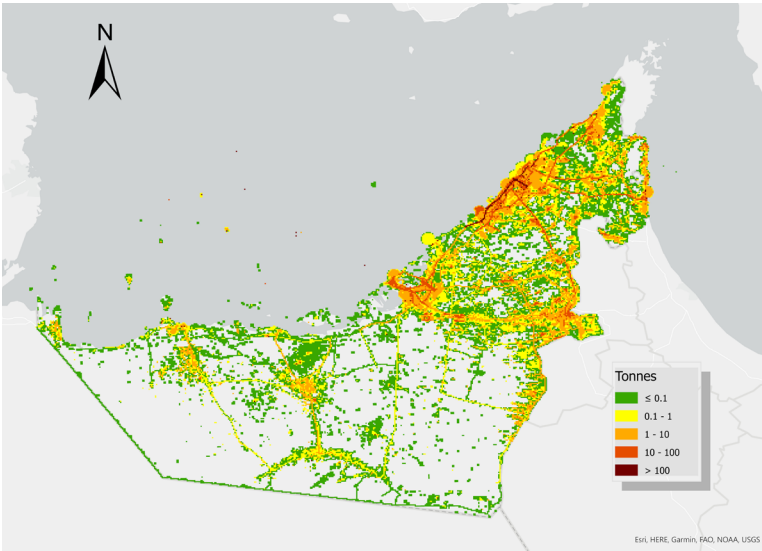 N
Tonnes
≤ 0.1
0.1 - 1
1 - 10
10 - 100
> 100
Esri, HERE, Garmin, FAO, NOAA, USGS